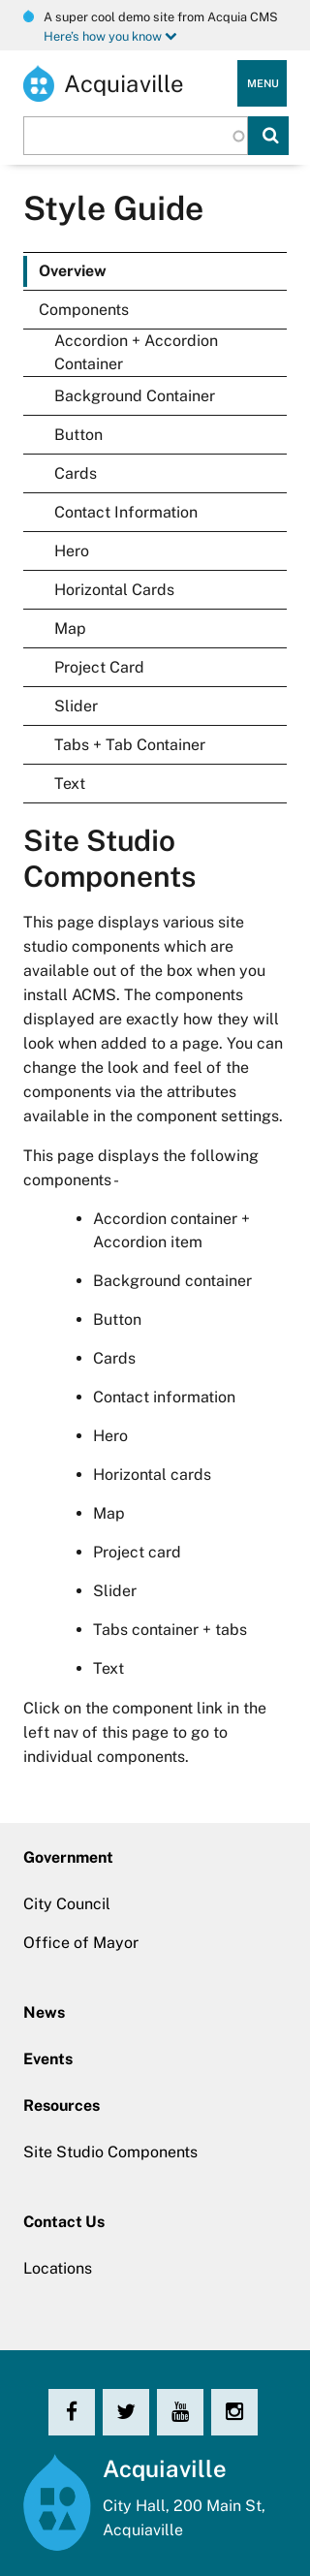 A super cool demo site from Acquia CMS
Here's how you know
Acquiaville
MENU
Style Guide
Overview
Components
Accordion + Accordion
Container
Background Container
Button
Cards
Contact Information
Hero
Horizontal Cards
Map
Project Card
Slider
Tabs + Tab Container
Text
Site Studio
Components
This page displays various site
studio components which are
available out of the box when you
install ACMS. The components
displayed are exactly how they will
look when added to a page. You can
change the look and feel of the
components via the attributes
available in the component settings.
This page displays the following
components -
• Accordion container +
Accordion item
• Background container
• Button
• Cards
• Contact information
• Hero
• Horizontal cards
• Map
• Project card
• Slider
• Tabs container + tabs
• Text
Click on the component link in the
left nav of this page to go to
individual components.
Government
City Council
Office of Mayor
News
Events
Resources
Site Studio Components
Contact Us
Locations
You
Tube
Acquiaville
City Hall, 200 Main St,
Acquiaville